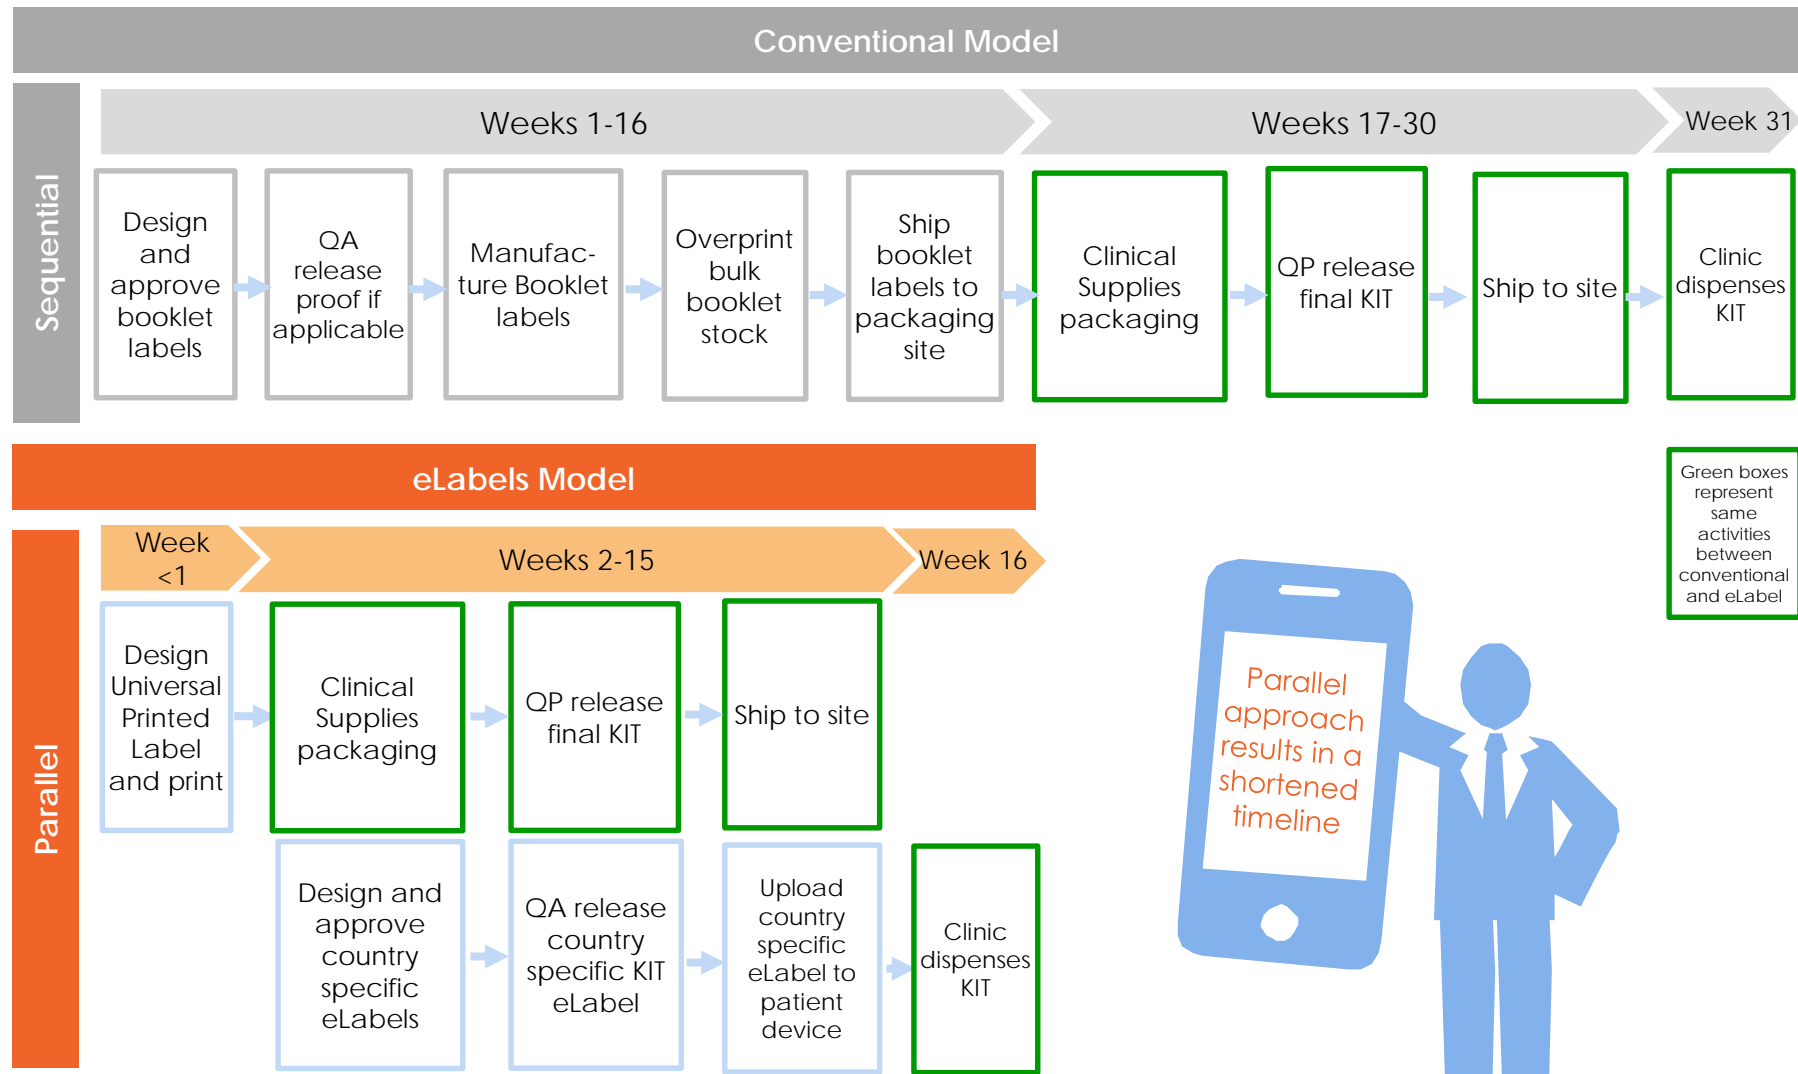 Conventional Model
Sequential
Weeks 1-16
Weeks 17-30
Week 31
Design
and
approve
booklet
labels
QA
release
proof if
applicable
Manufac-
ture Booklet
labels
Overprint
bulk
booklet
stock
Ship
booklet
labels to
packaging
site
Clinical
Supplies
packaging
QP release
final KIT
Ship to site
Clinic
dispenses
KIT
eLabels Model
Green boxes
represent
same
activities
between
conventional
and eLabel
Parallel
Week
<1
Weeks 2-15
Week 16
Design
Universal
Printed
Label
and print
Clinical
Supplies
packaging
QP release
final KIT
Ship to site
Design and
approve
country
specific
eLabels
QA release
country
specific KIT
eLabel
Upload
country
specific
eLabel to
patient
device
Clinic
dispenses
KIT
Parallel
approach
results in a
shortened
timeline